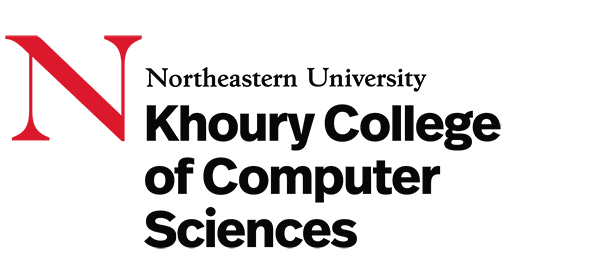 N
Northeastern University
Khoury College
of Computer
Sciences